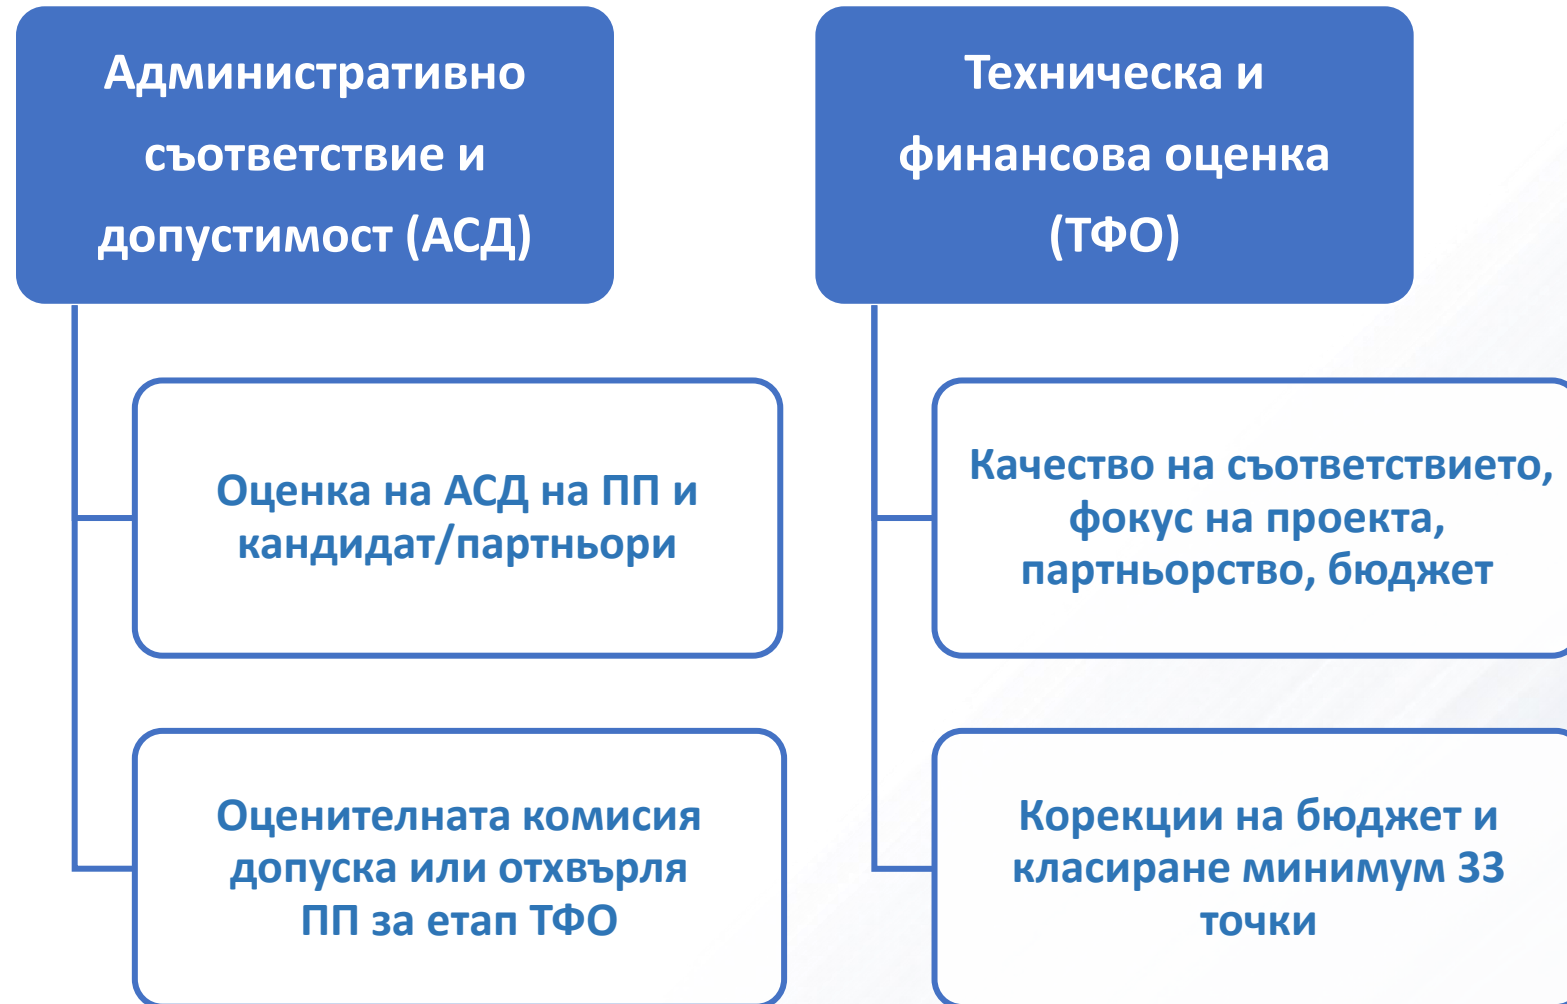 Административно
съответствие и
допустимост (АСД)
Оценка на АСД на ПП и
кандидат/партньори
Оценителната комисия
допуска или отхвърля
ПП за етап ТФО
Техническа и
финансова оценка
(ТФО)
Качество на съответствието,
фокус на проекта,
партньорство, бюджет
Корекции на бюджет и
класиране минимум 33
точки